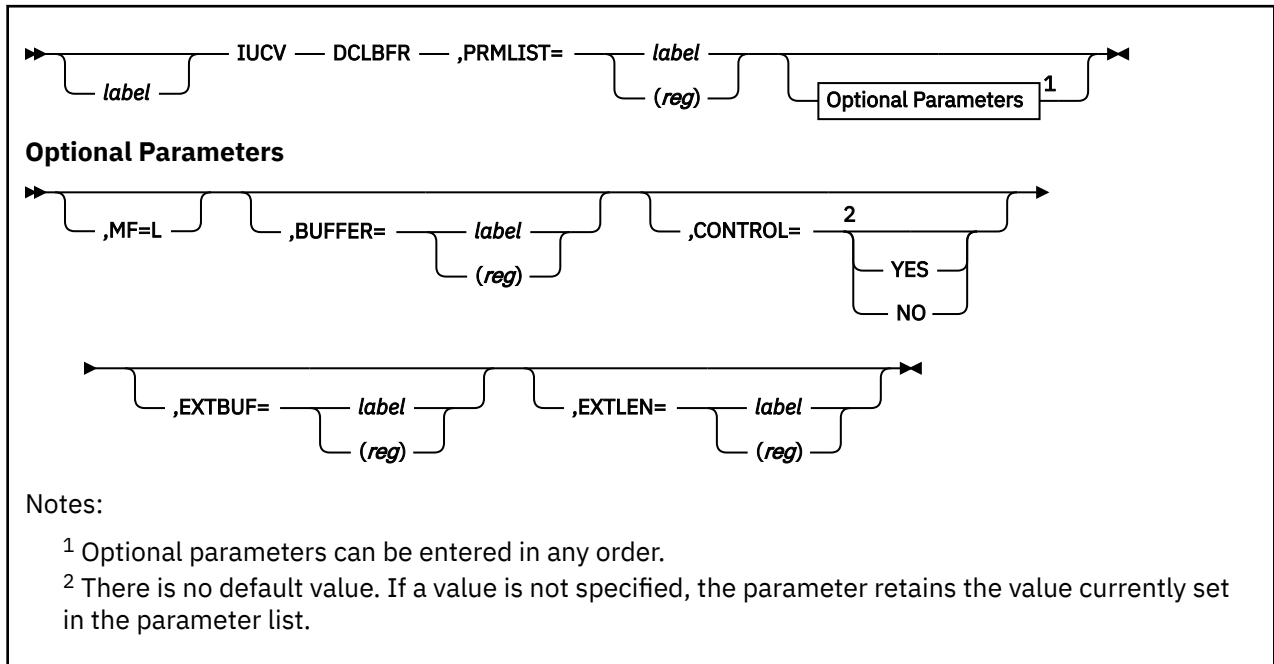 IUCV DCLBFR ,PRMLIST= label
label (reg) Optional Parameters 1
Optional Parameters
,MF=L ,BUFFER= label ,CONTROL= 2
(reg) YES
NO
,EXTBUF= label ,EXTLEN= label
(reg) (reg)
Notes:
1 Optional parameters can be entered in any order.
2 There is no default value. If a value is not specified, the parameter retains the value currently set
in the parameter list.